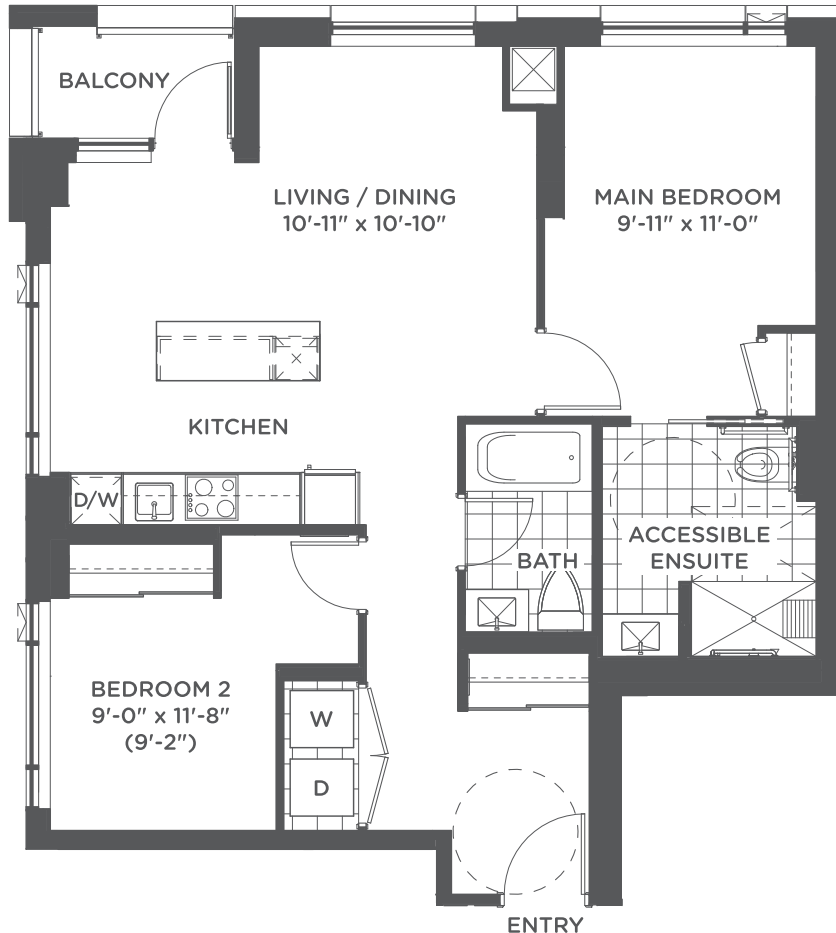 BALCONY
LIVING / DINING
10'-11" x 10'-10"
MAIN BEDROOM
9'-11" x 11'-0"
KITCHEN
D/W
BATH
ACCESSIBLE
ENSUITE
BEDROOM 2
9'-0" x 11'-8"
(9'-2")
W
D
ENTRY